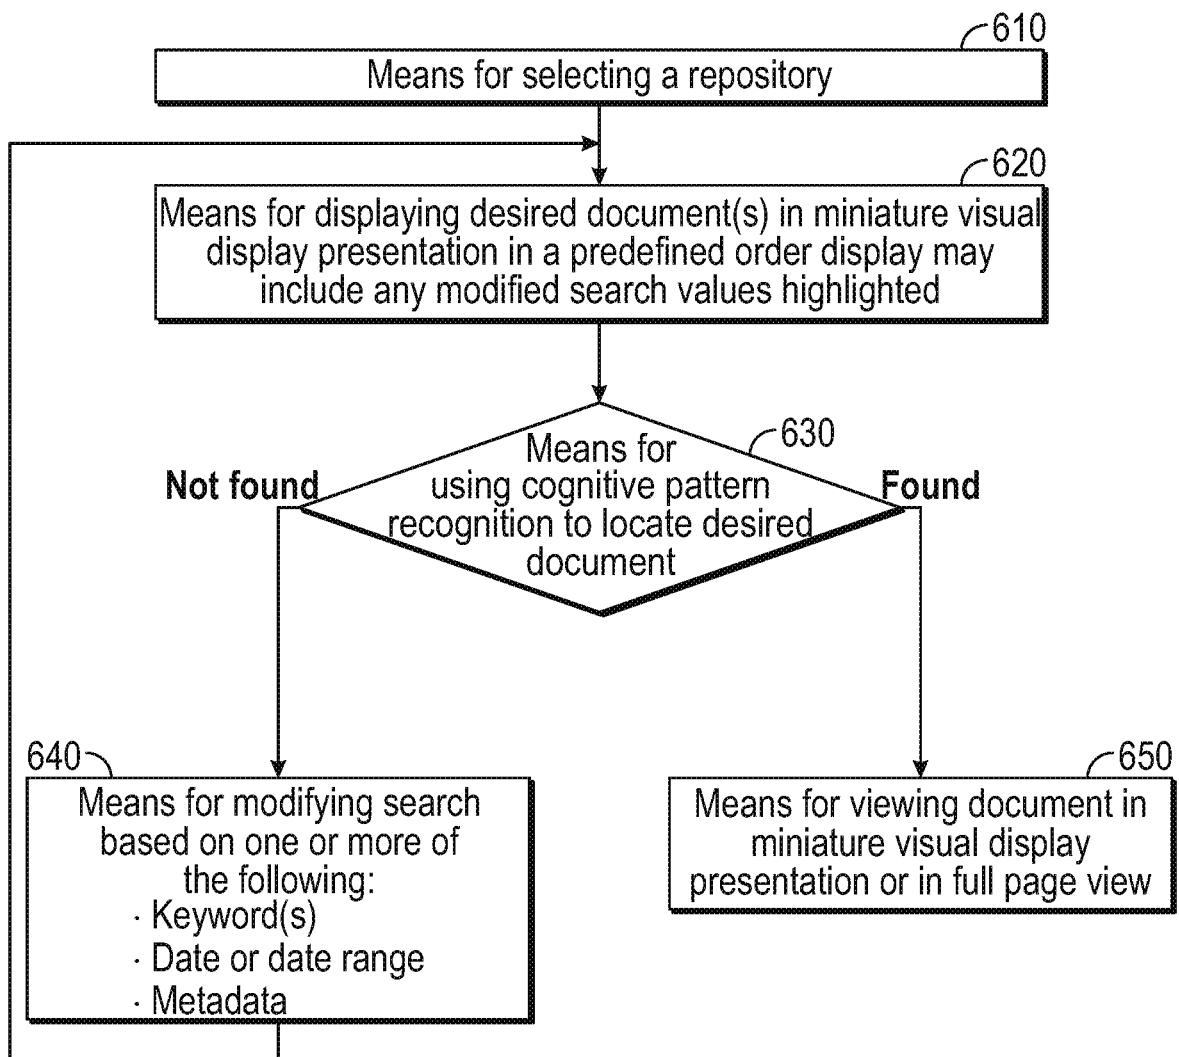 610
Means for selecting a repository
620
Means for displaying desired document(s) in miniature visual
display presentation in a predefined order display may
include any modified search values highlighted
630
Means for
using cognitive pattern
recognition to locate desired
document
Not found
Found
640
Means for modifying search
based on one or more of
the following:
· Keyword(s)
· Date or date range
· Metadata
650
Means for viewing document in
miniature visual display
presentation or in full page view